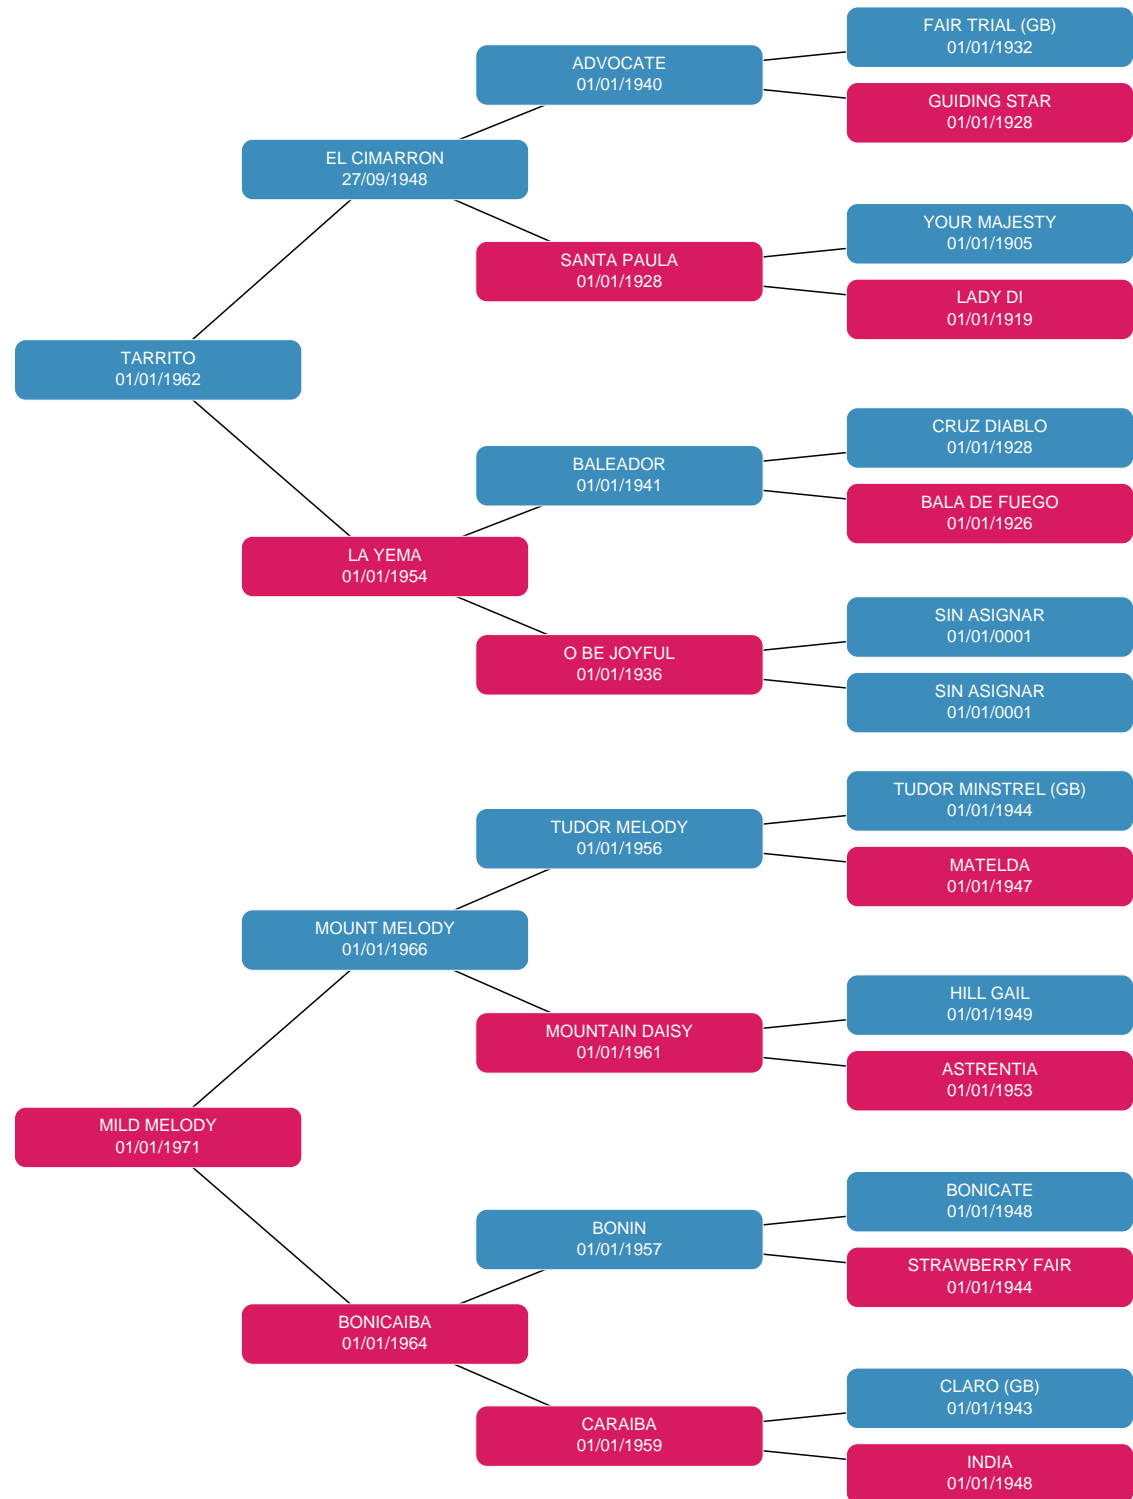 FAIR TRIAL (GB)
01/01/1932
ADVOCATE
01/01/1940
GUIDING STAR
01/01/1928
EL CIMARRON
27/09/1948
YOUR MAJESTY
01/01/1905
SANTA PAULA
01/01/1928
LADY DI
01/01/1919
TARRITO
01/01/1962
CRUZ DIABLO
01/01/1928
BALEADOR
01/01/1941
BALA DE FUEGO
01/01/1926
LA YEMA
01/01/1954
SIN ASIGNAR
01/01/0001
O BE JOYFUL
01/01/1936
SIN ASIGNAR
01/01/0001
TUDOR MINSTREL (GB)
01/01/1944
TUDOR MELODY
01/01/1956
MATELDA
01/01/1947
MOUNT MELODY
01/01/1966
HILL GAIL
01/01/1949
MOUNTAIN DAISY
01/01/1961
ASTRENTIA
01/01/1953
MILD MELODY
01/01/1971
BONICATE
01/01/1948
BONIN
01/01/1957
STRAWBERRY FAIR
01/01/1944
BONICAIBA
01/01/1964
CLARO (GB)
01/01/1943
CARAIBA
01/01/1959
INDIA
01/01/1948